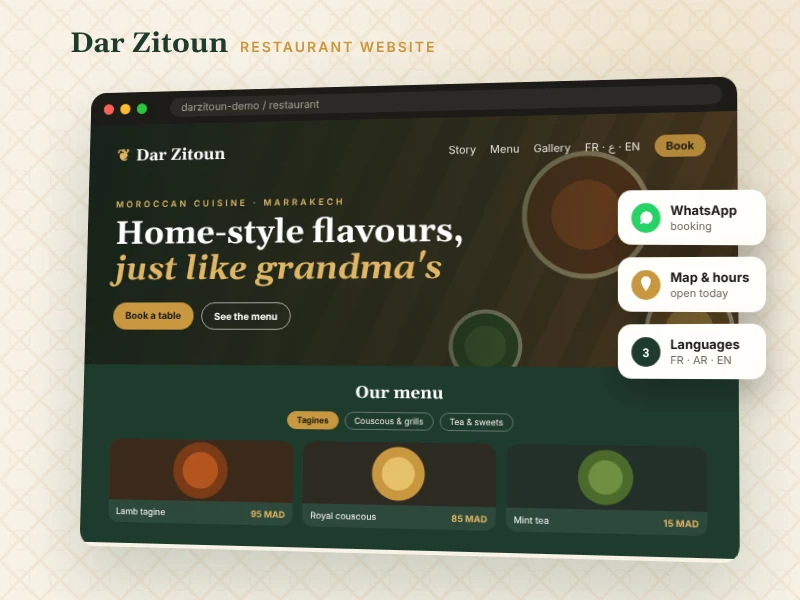 Dar Zitoun RESTAURANT WEBSITE
darzitoun-demo / restaurant
Dar Zitoun
Story Menu Gallery FR · ع · EN Book
MOROCCAN CUISINE · MARRAKECH
Home-style flavours,
just like grandma's
Book a table See the menu
WhatsApp
booking
Map & hours
open today
3
Languages
FR · AR · EN
Our menu
Tagines Couscous & grills Tea & sweets
Lamb tagine 95 MAD
Royal couscous 85 MAD
Mint tea 15 MAD